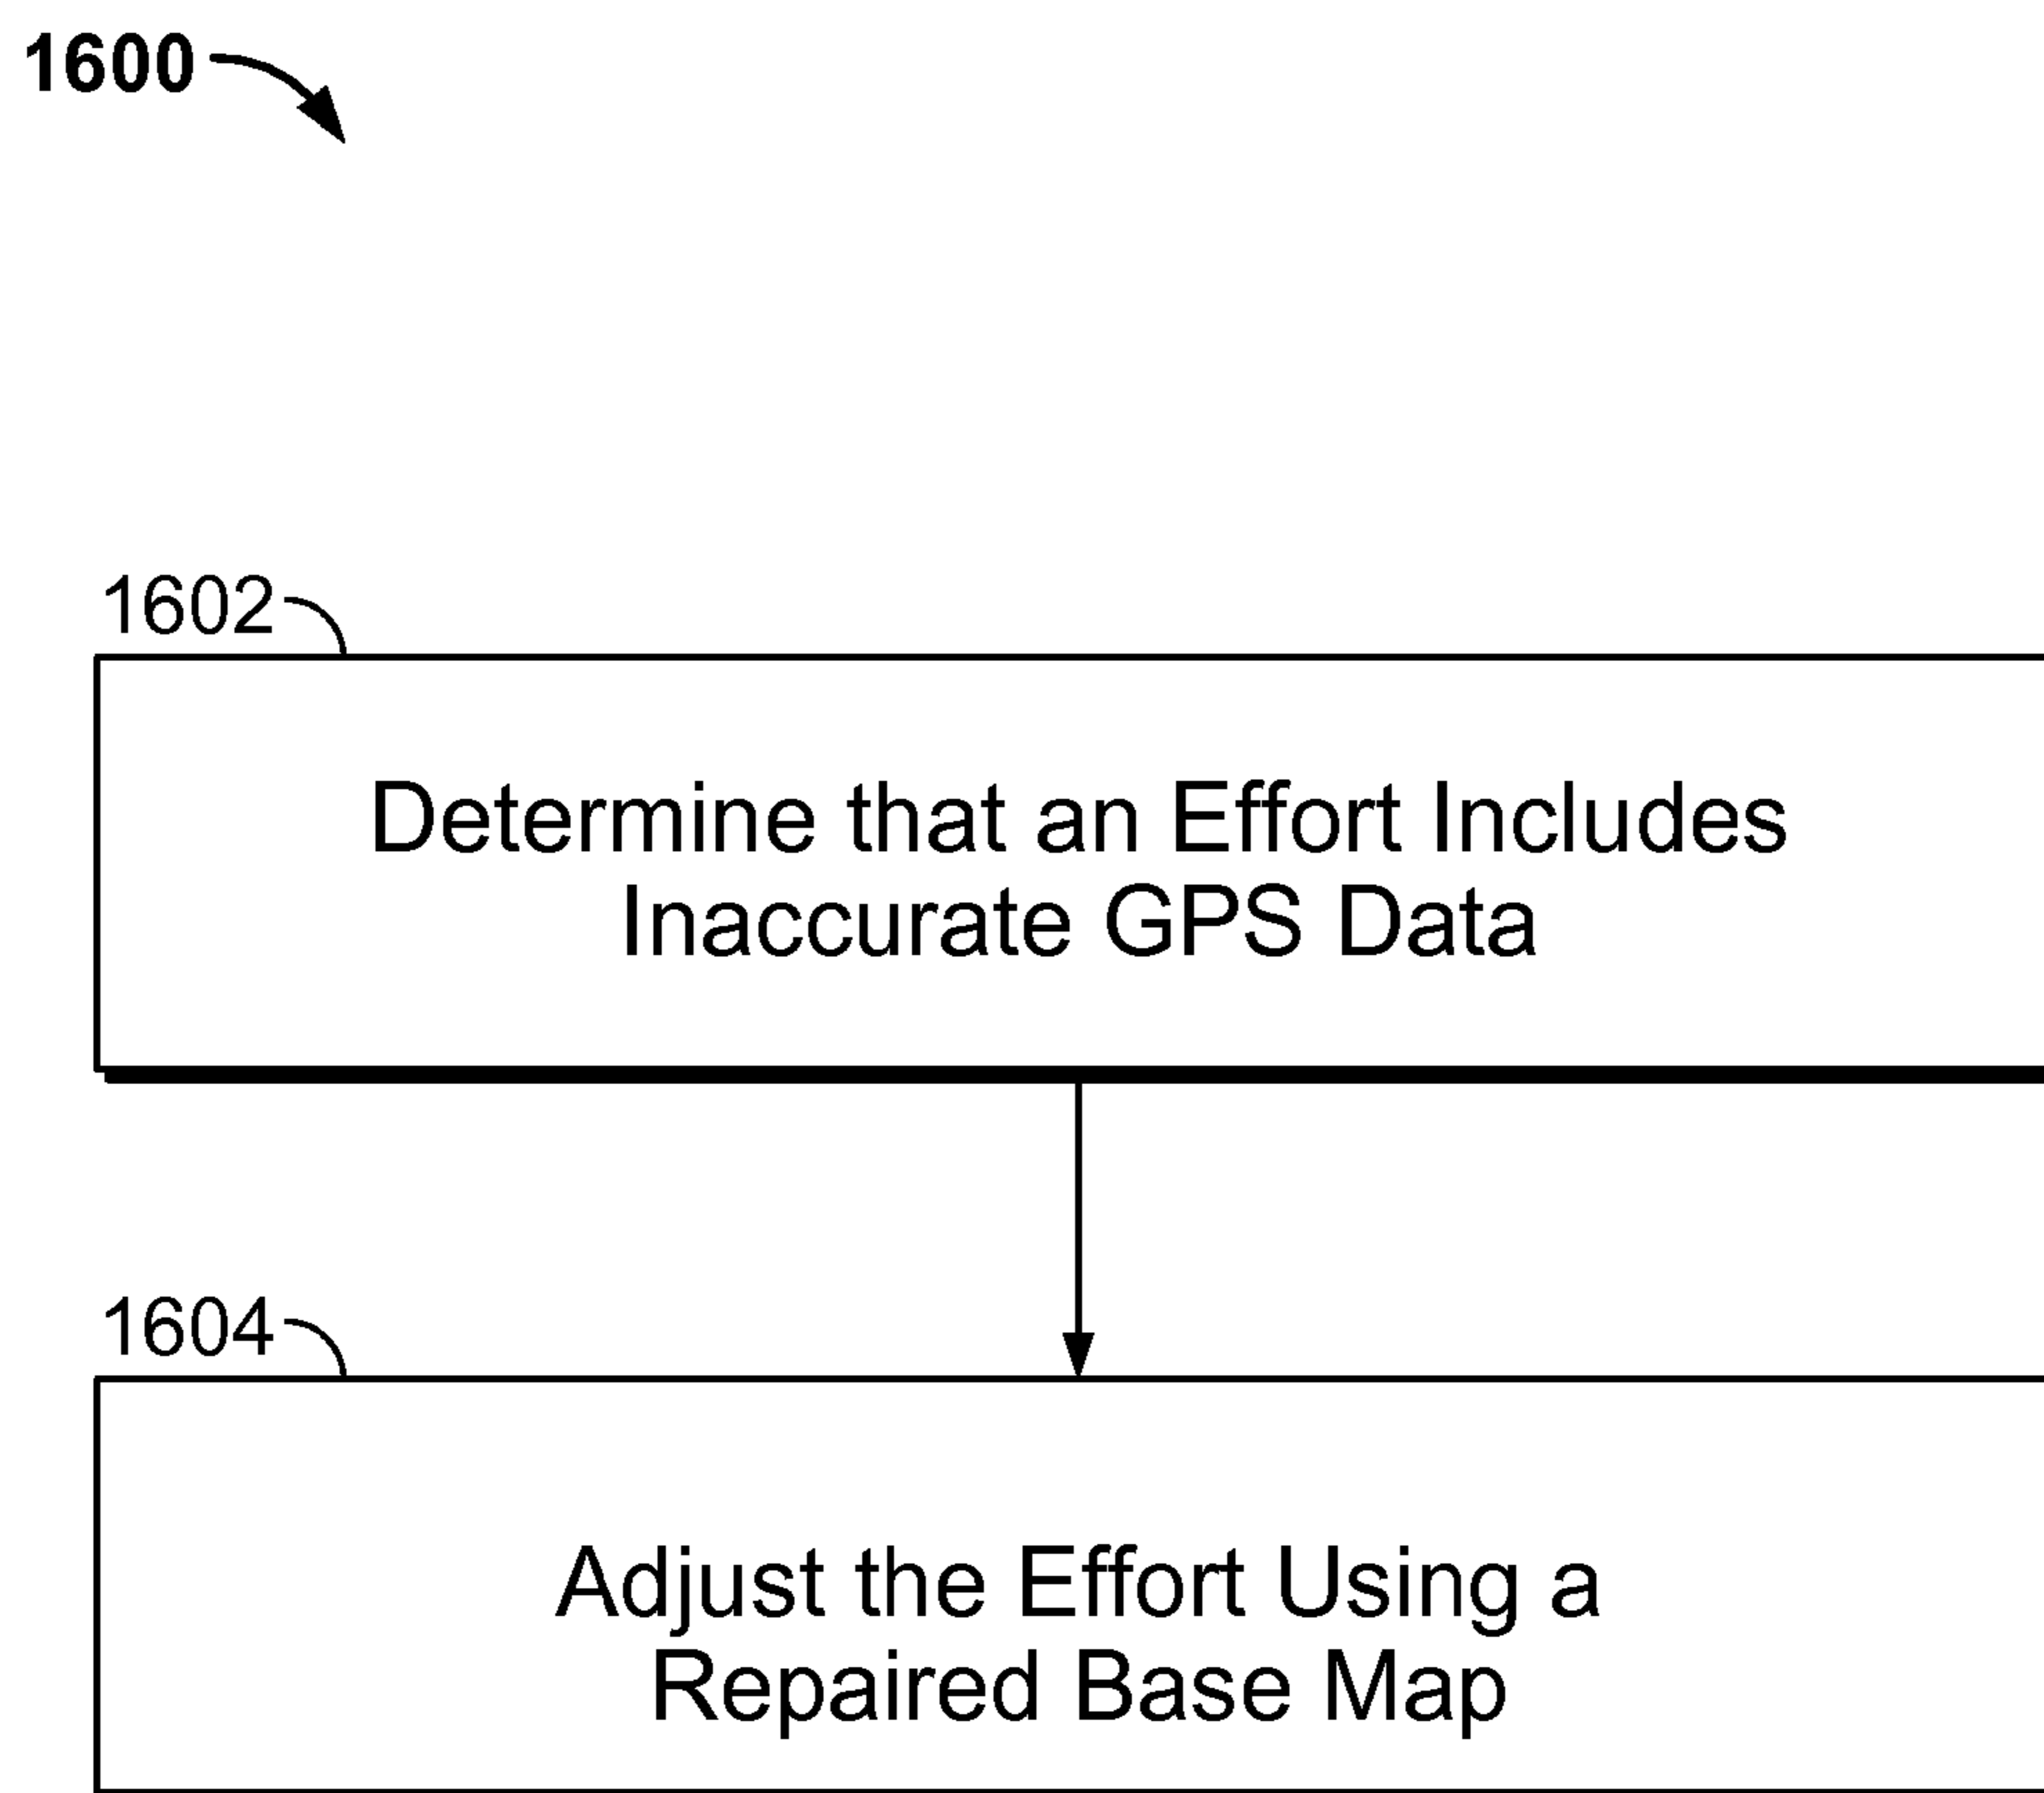 1600
1602
Determine that an Effort Includes
Inaccurate GPS Data
1604
Adjust the Effort Using a
Repaired Base Map